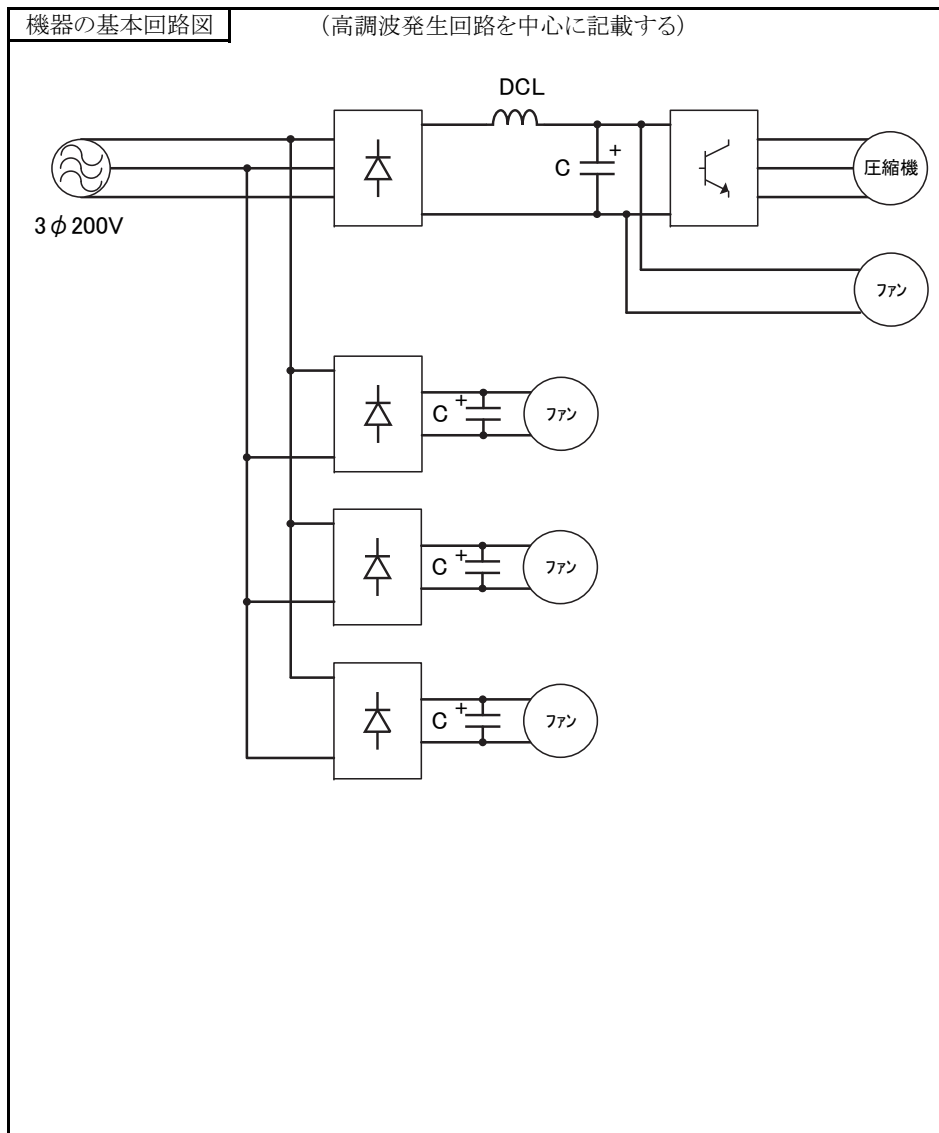 機器の基本回路図 (高調波発生回路を中心に記載する)
DCL
C +
圧縮機
3φ200V
ファン
C + ファン
C + ファン
C + ファン